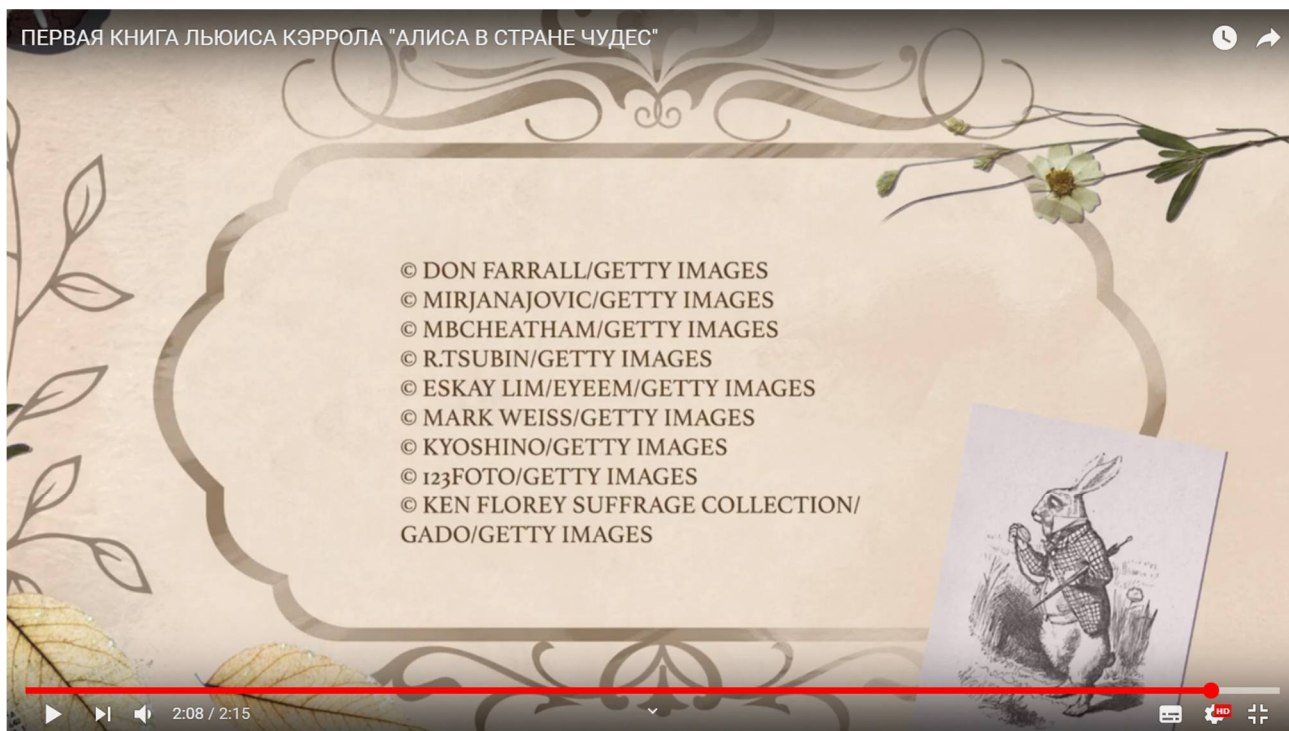 ПЕРВАЯ КНИГА ЛЬЮИСА КЭРРОЛА "АЛИСА В СТРАНЕ ЧУДЕС"
© DON FARRALL/GETTY IMAGES
© MIRJANAJOVIC/GETTY IMAGES
© MBCHEATHAM/GETTY IMAGES
© R.TSUBIN/GETTY IMAGES
© ESKAY LIM/EYEEM/GETTY IMAGES
© MARK WEISS/GETTY IMAGES
© KYOSHINO/GETTY IMAGES
© 123FOTO/GETTY IMAGES
© KEN FLOREY SUFFRAGE COLLECTION/
GADO/GETTY IMAGES
2:08 / 2:15
HD